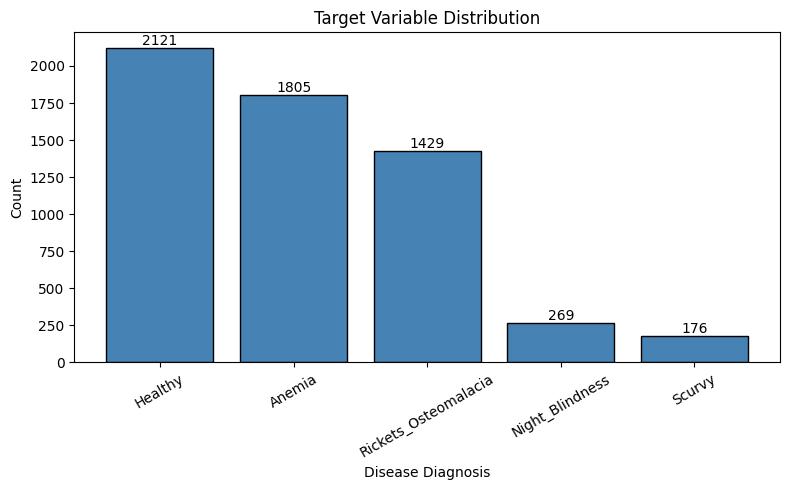 Target Variable Distribution
2121
1805
1429
269
176
2000
1750
1500
1250
1000
750
500
250
0
Count
Healthy
Anemia
Rickets_Osteomalacia
Night_Blindness
Scurvy
Disease Diagnosis